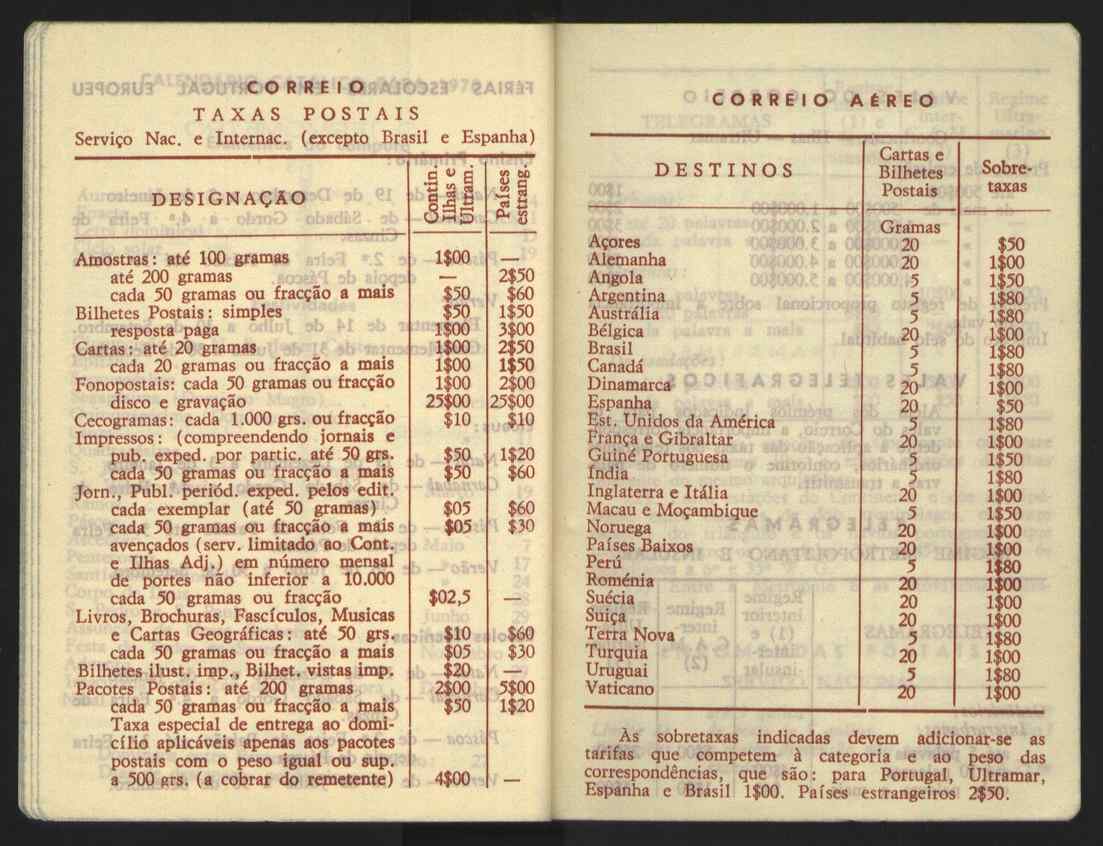 CORREIO
TAXAS POSTAIS
Serviço Nac. e Internac. (excepto Brasil e Espanha)
DESIGNAÇÃO Contin. Ilhas e Ultram. Países estrang.
Amostras: até 100 gramas 1$00 —
até 200 gramas — 2$50
cada 50 gramas ou fracção a mais $50 $60
Bilhetes Postais: simples $50 1$50
resposta paga 1$00 3$00
Cartas: até 20 gramas 1$00 2$50
cada 20 gramas ou fracção a mais 1$00 1$50
Fonopostais: cada 50 gramas ou fracção 1$00 2$00
disco e gravação 25$00 25$00
Cecogramas: cada 1.000 grs. ou fracção $10 $10
Impressos: (compreendendo jornais e
pub. exped. por partic. até 50 grs. $50 1$20
cada 50 gramas ou fracção a mais $50 $60
Jorn., Publ. periód. exped. pelos edit.
cada exemplar (até 50 gramas) $05 $60
cada 50 gramas ou fracção a mais $05 $30
avençados (serv. limitado ao Cont.
e Ilhas Adj.) em número mensal
de portes não inferior a 10.000
cada 50 gramas ou fracção $02,5 —
Livros, Brochuras, Fascículos, Musicas
e Cartas Geográficas: até 50 grs. $10 $60
cada 50 gramas ou fracção a mais $05 $30
Bilhetes ilust. imp., Bilhet. vistas imp. $20 —
Pacotes Postais: até 200 gramas 2$00 5$00
cada 50 gramas ou fracção a mais $50 1$20
Taxa especial de entrega ao domi-
cílio aplicáveis apenas aos pacotes
postais com o peso igual ou sup.
a 500 grs. (a cobrar do remetente) 4$00 —
CORREIO AÉREO
DESTINOS Cartas e Bilhetes Postais Sobre-taxas
Gramas
Açores 20 $50
Alemanha 20 1$00
Angola 5 1$50
Argentina 5 1$80
Austrália 5 1$80
Bélgica 20 1$00
Brasil 5 1$80
Canadá 5 1$80
Dinamarca 20 1$00
Espanha 20 $50
Est. Unidos da América 5 1$80
França e Gibraltar 20 1$00
Guiné Portuguesa 5 1$50
Índia 5 1$80
Inglaterra e Itália 20 1$00
Macau e Moçambique 5 1$50
Noruega 20 1$00
Países Baixos 20 1$00
Perú 5 1$80
Roménia 20 1$00
Suécia 20 1$00
Suiça 20 1$00
Terra Nova 5 1$80
Turquia 20 1$00
Uruguai 5 1$80
Vaticano 20 1$00
Às sobretaxas indicadas devem adicionar-se as
tarifas que competem à categoria e ao peso das
correspondências, que são: para Portugal, Ultramar,
Espanha e Brasil 1$00. Países estrangeiros 2$50.